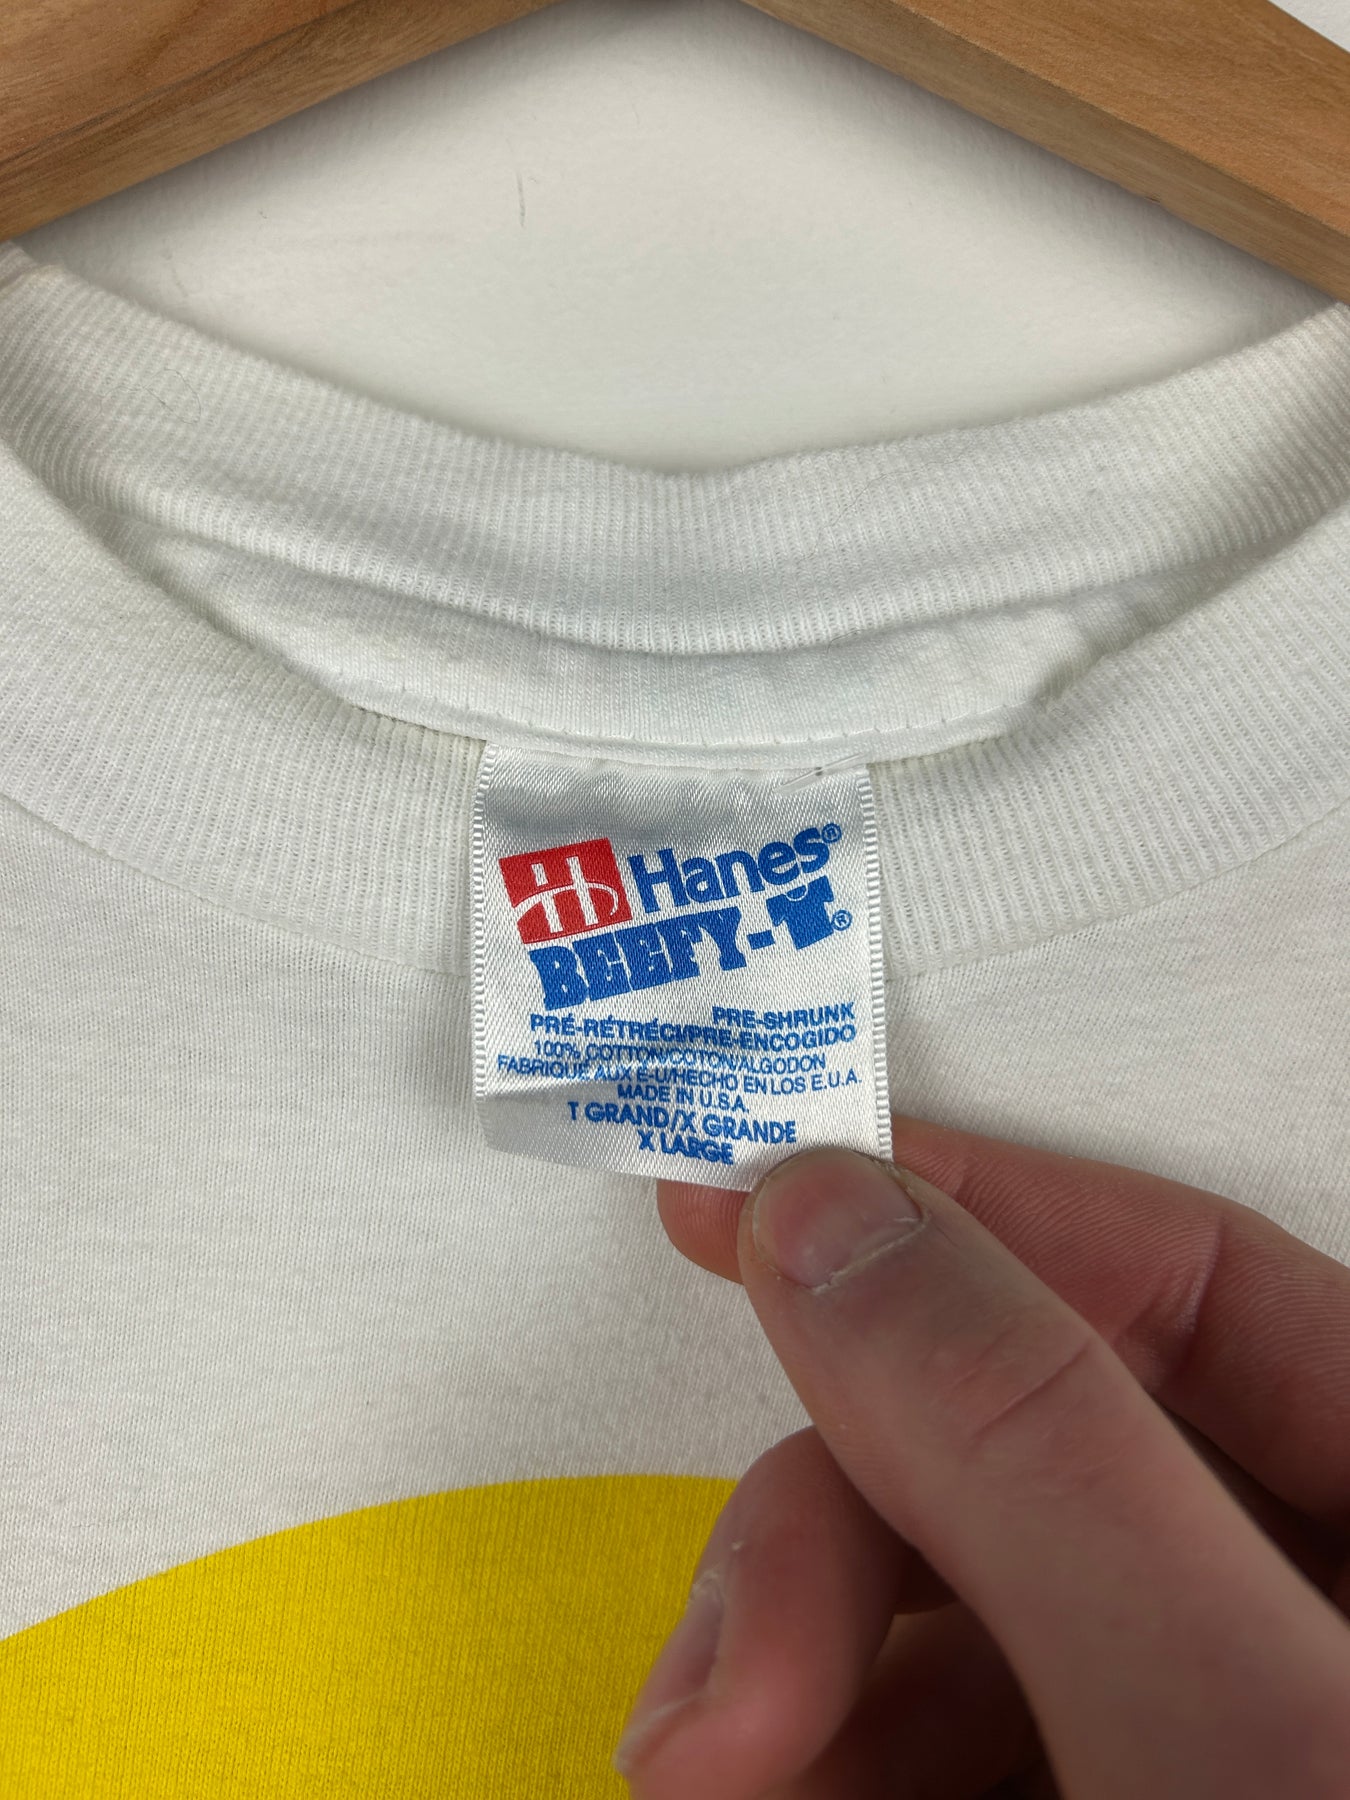 Hanes®
BEEFY-T®
PRE-SHRUNK
PRÉ-RÉTRÉCI/PRE-ENCOGIDO
100% COTTON/COTON/ALGODON
FABRIQUÉ AUX E-U/HECHO EN LOS E.U.A.
MADE IN U.S.A.
T GRAND/X GRANDE
X LARGE